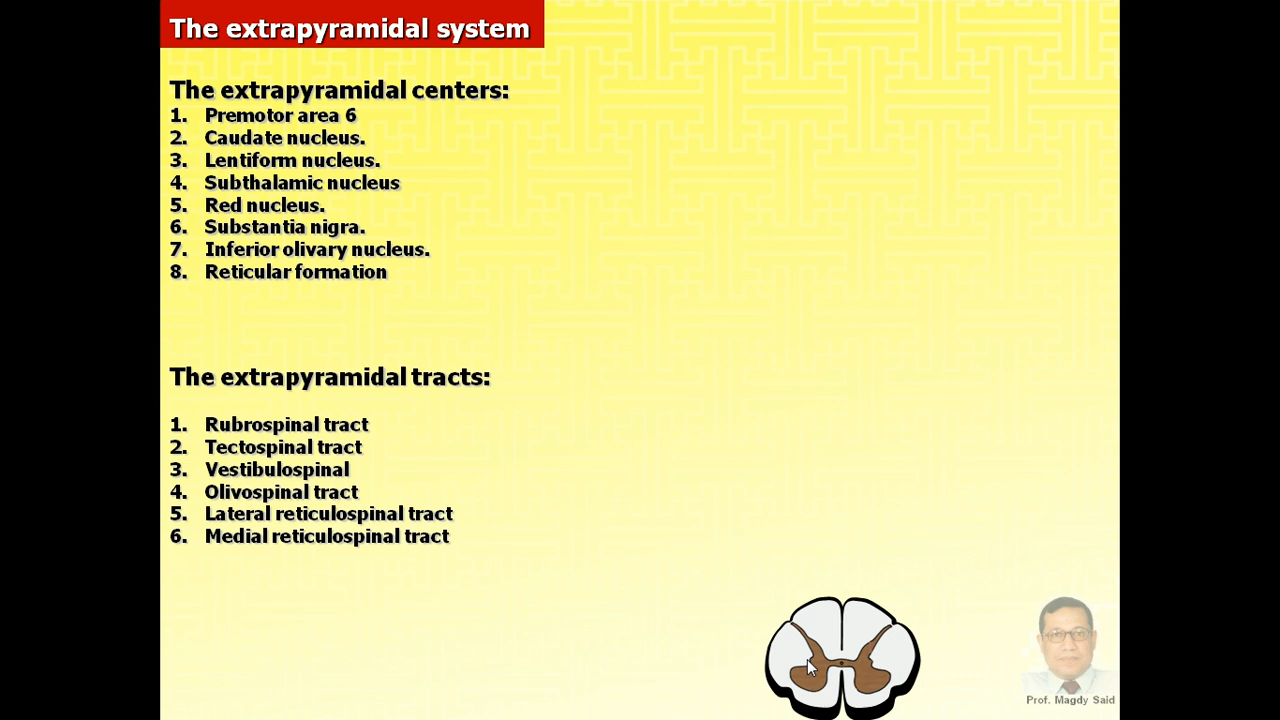 The extrapyramidal system
The extrapyramidal centers:
1. Premotor area 6
2. Caudate nucleus.
3. Lentiform nucleus.
4. Subthalamic nucleus
5. Red nucleus.
6. Substantia nigra.
7. Inferior olivary nucleus.
8. Reticular formation
The extrapyramidal tracts:
1. Rubrospinal tract
2. Tectospinal tract
3. Vestibulospinal
4. Olivospinal tract
5. Lateral reticulospinal tract
6. Medial reticulospinal tract
Prof. Magdy Said